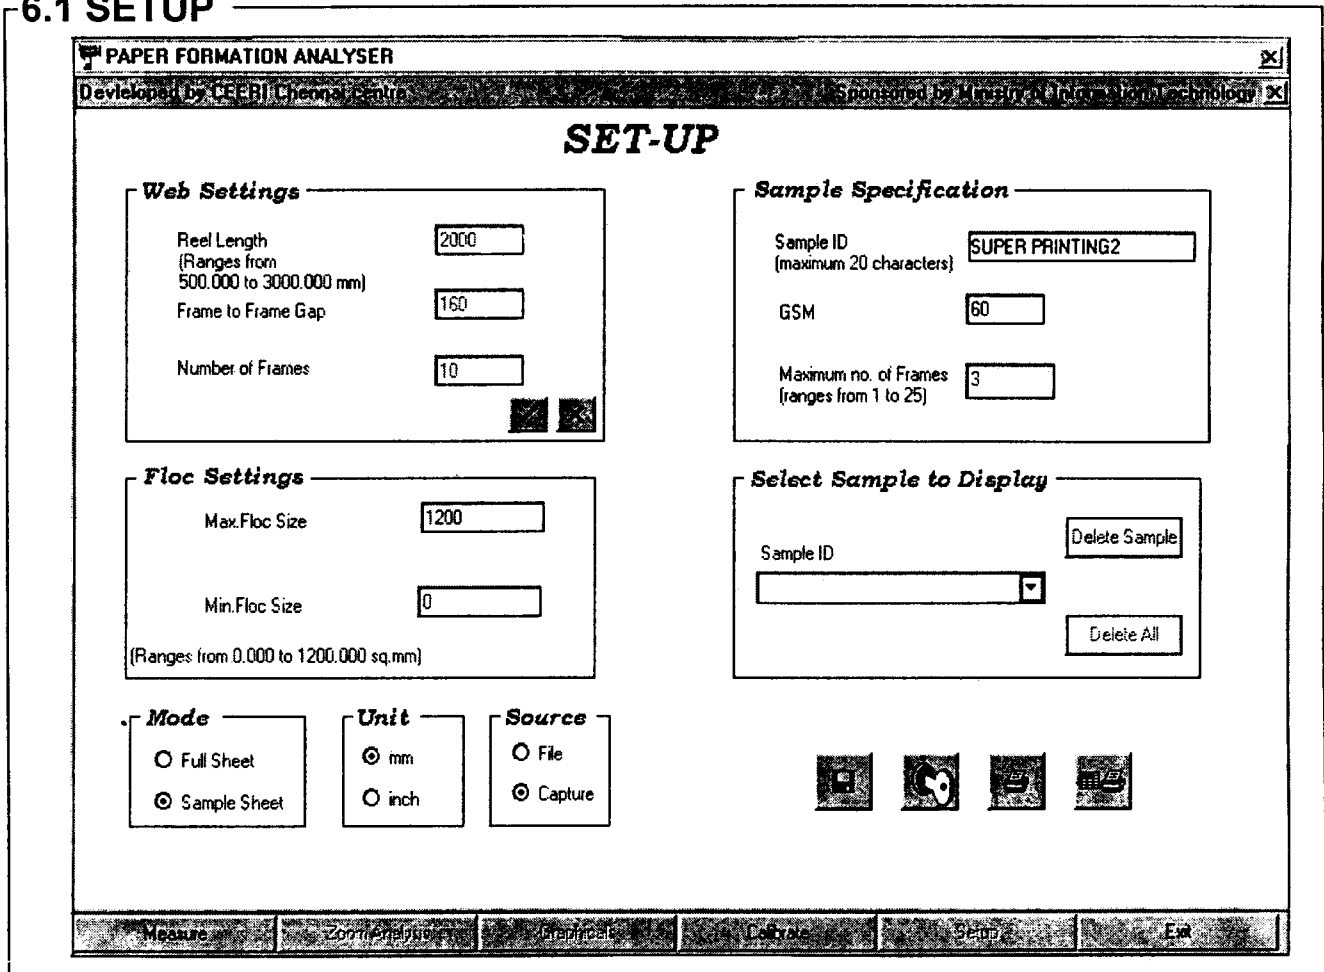 6.1 SETUP
PAPER FORMATION ANALYSER
Devleloped by CEERI Chennai centre
Sponsored by Ministry of Information Technology
SET-UP
Web Settings
Reel Length
2000
(Ranges from
500.000 to 3000.000 mm)
Frame to Frame Gap
160
Number of Frames
10
Sample Specification
Sample ID
SUPER PRINTING2
(maximum 20 characters)
GSM
60
Maximum no. of Frames
3
(ranges from 1 to 25)
Floc Settings
Max.Floc Size
1200
Min.Floc Size
0
(Ranges from 0.000 to 1200.000 sq.mm)
Select Sample to Display
Delete Sample
Sample ID
Delete All
Mode
Full Sheet
Sample Sheet
Unit
mm
inch
Source
File
Capture
Measure
Zoom Analysis
Graphicals
Calibrate
Setup
Exit